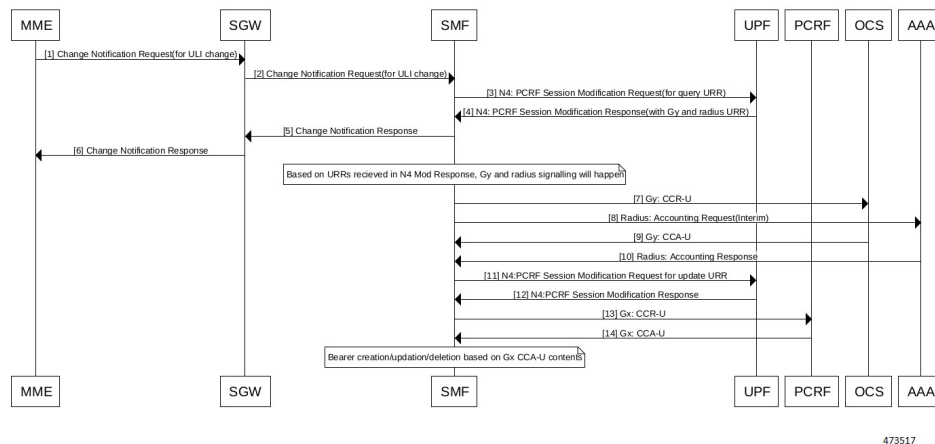 MME SGW SMF UPF PCRF OCS AAA
[1] Change Notification Request(for ULI change)
[2] Change Notification Request(for ULI change)
[3] N4: PCRF Session Modification Request(for query URR)
[4] N4: PCRF Session Modification Response(with Gy and radius URR)
[5] Change Notification Response
[6] Change Notification Response
Based on URRs recieved in N4 Mod Response, Gy and radius signalling will happen
[7] Gy: CCR-U
[8] Radius: Accounting Request(Interim)
[9] Gy: CCA-U
[10] Radius: Accounting Response
[11] N4:PCRF Session Modification Request for update URR
[12] N4:PCRF Session Modification Response
[13] Gx: CCR-U
[14] Gx: CCA-U
Bearer creation/updation/deletion based on Gx CCA-U contents
MME SGW SMF UPF PCRF OCS AAA
473517